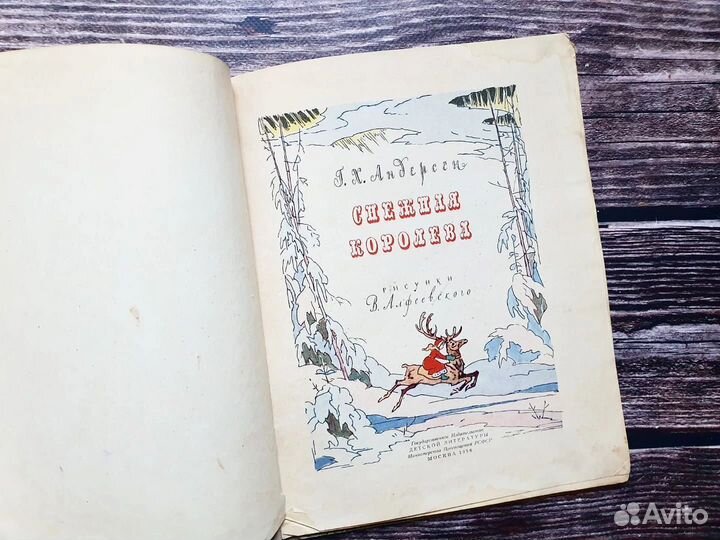 Г. Х. Андерсен
СНЕЖНАЯ
КОРОЛЕВА
РИСУНКИ
В. Алфеевского
Государственное Издательство
ДЕТСКОЙ ЛИТЕРАТУРЫ
Министерства Просвещения РСФСР
МОСКВА 1956
Avito